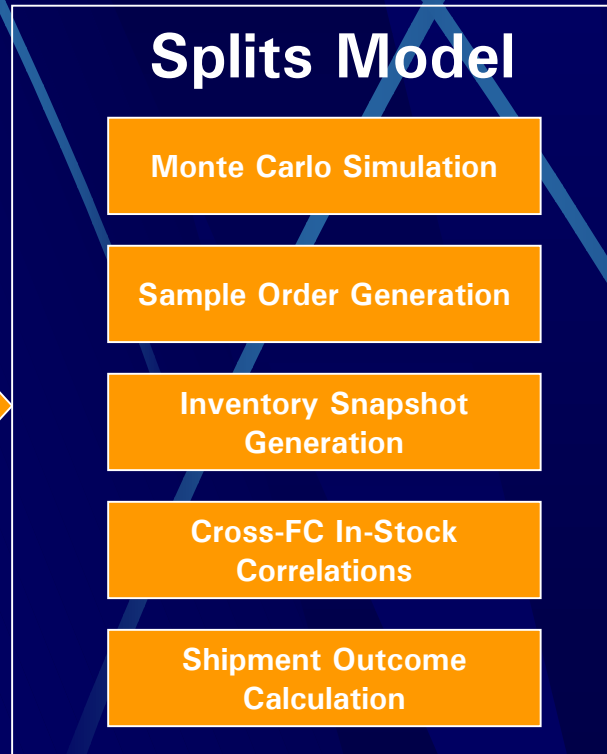 Splits Model
Monte Carlo Simulation
Sample Order Generation
Inventory Snapshot
Generation
Cross-FC In-Stock
Correlations
Shipment Outcome
Calculation